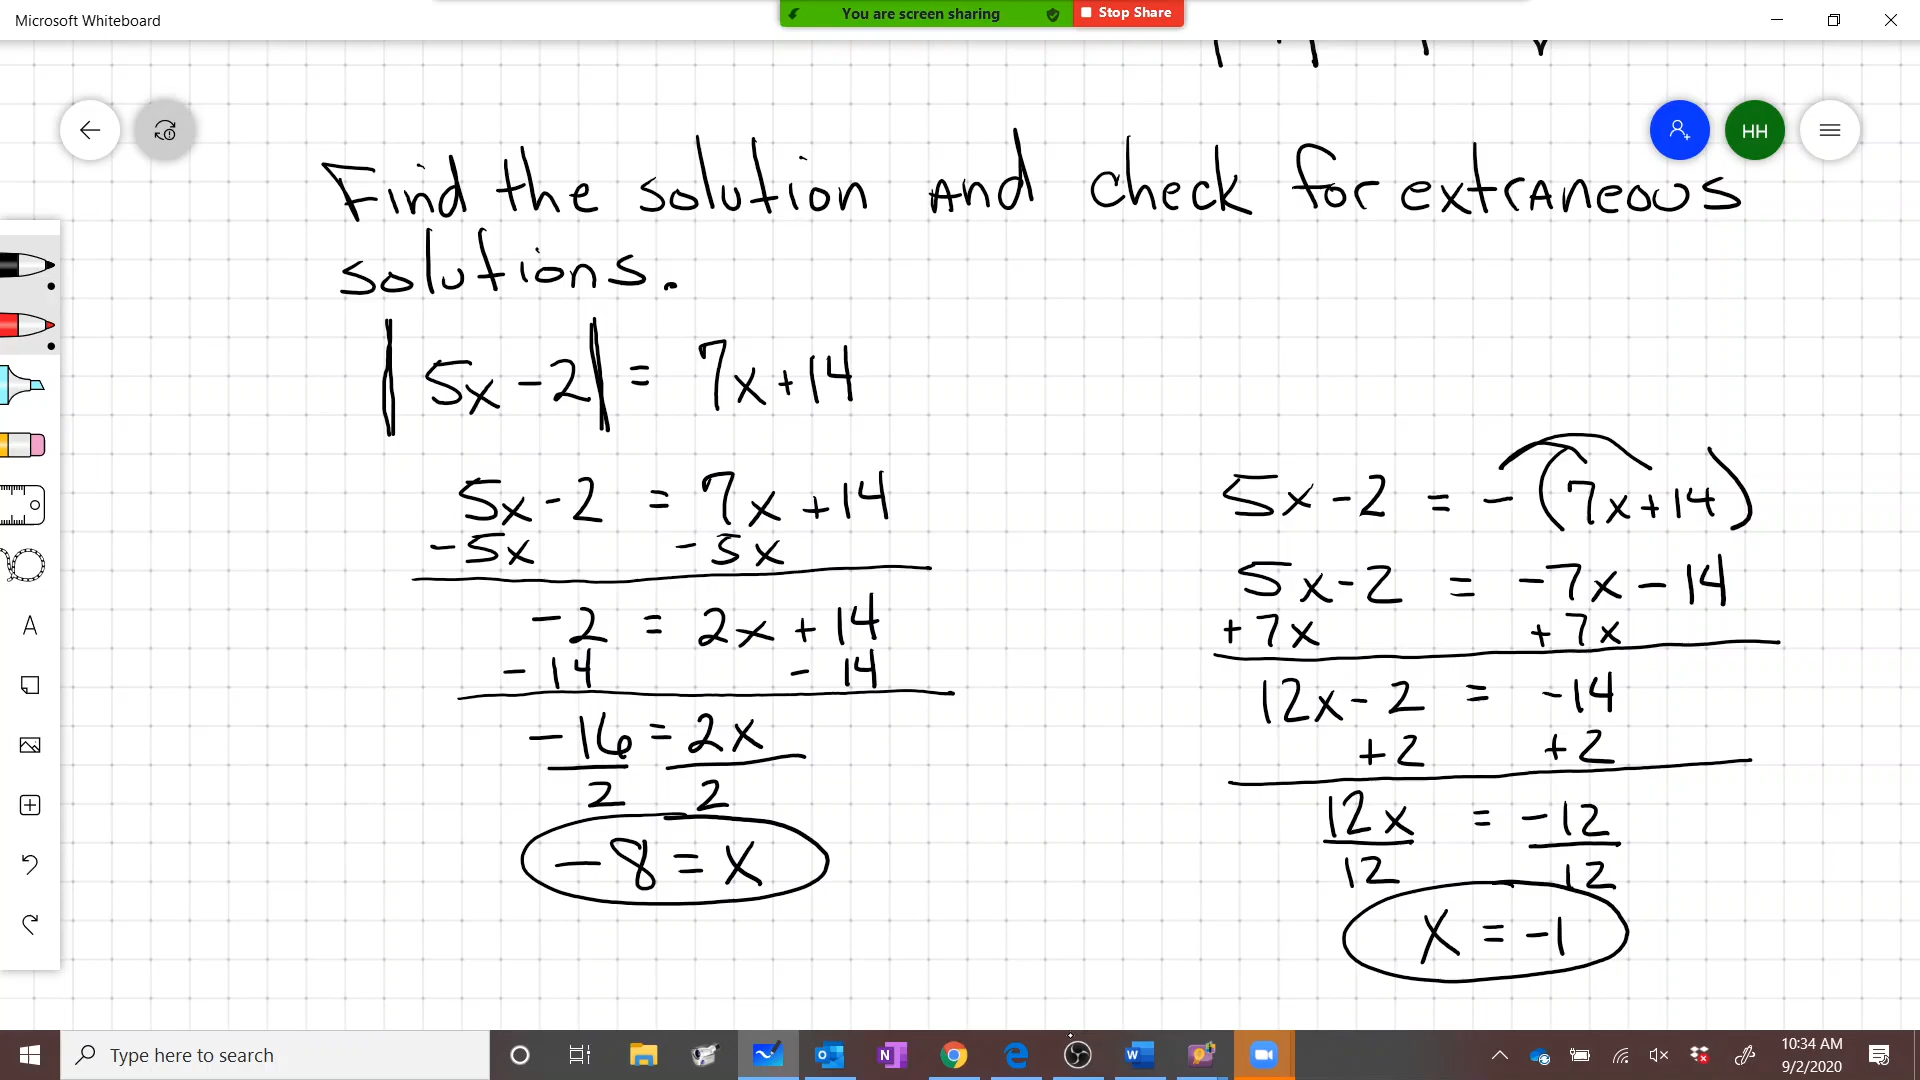 Microsoft Whiteboard
You are screen sharing
Stop Share
HH
Find the solution and check for extraneous
solutions.
|5x-2| = 7x+14
5x-2 = 7x+14
-5x -5x
-2 = 2x+14
-14 -14
-16 = 2x
2 2
-8 = x
5x-2 = -(7x+14)
5x-2 = -7x-14
+7x +7x
12x-2 = -14
+2 +2
12x = -12
12 12
x = -1
A
Type here to search
10:34 AM
9/2/2020